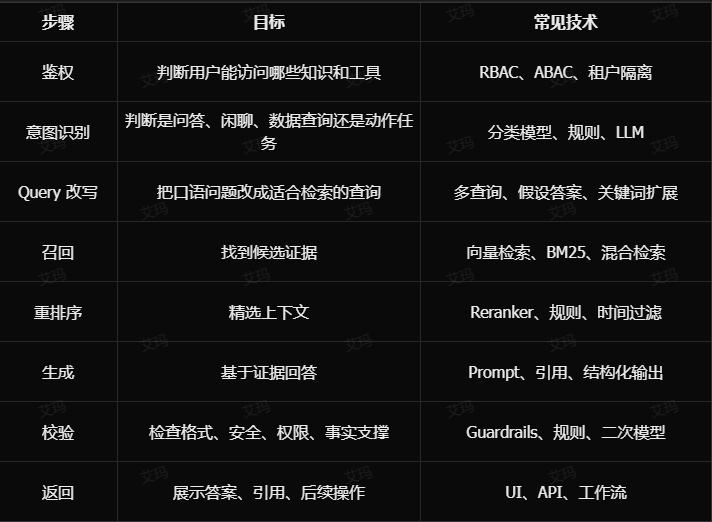 步骤 目标 常见技术
鉴权 判断用户能访问哪些知识和工具 RBAC、ABAC、租户隔离
意图识别 判断是问答、闲聊、数据查询还是动作任务 分类模型、规则、LLM
Query 改写 把口语问题改成适合检索的查询 多查询、假设答案、关键词扩展
召回 找到候选证据 向量检索、BM25、混合检索
重排序 精选上下文 Reranker、规则、时间过滤
生成 基于证据回答 Prompt、引用、结构化输出
校验 检查格式、安全、权限、事实支撑 Guardrails、规则、二次模型
返回 展示答案、引用、后续操作 UI、API、工作流
艾玛